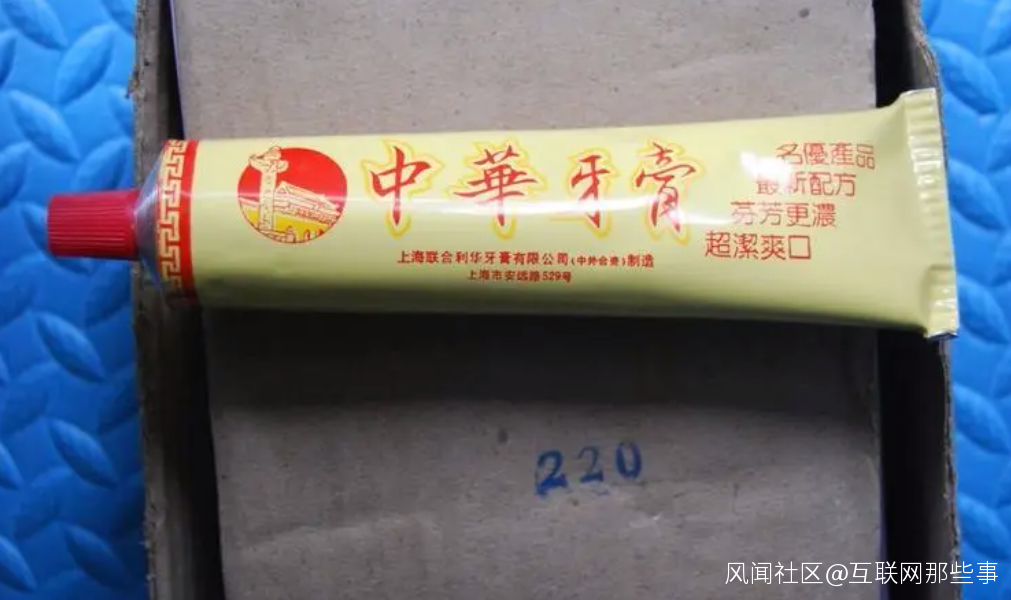 中華牙膏
上海联合利华牙膏有限公司(中外合资)制造
上海市安远路529号
名優產品
最新配方
芬芳更濃
超潔爽口
220
风闻社区@互联网那些事